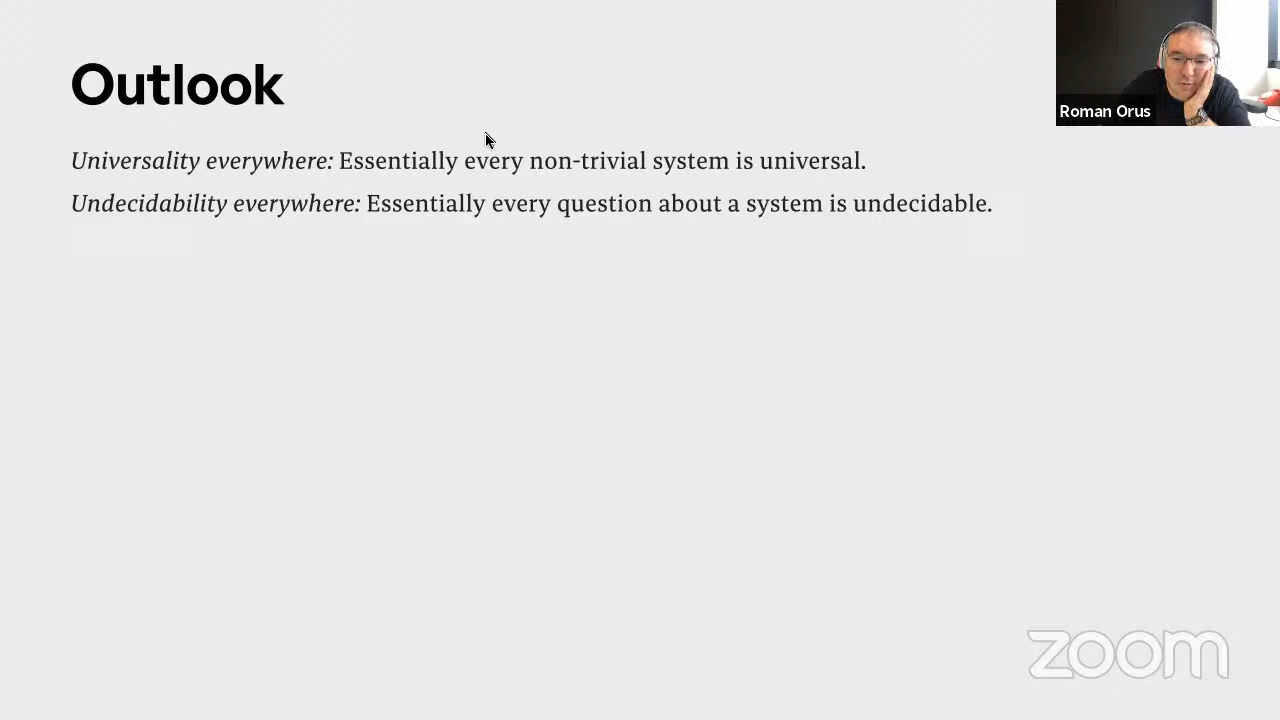 Outlook
Roman Orus
Universality everywhere: Essentially every non-trivial system is universal.
Undecidability everywhere: Essentially every question about a system is undecidable.
zoom